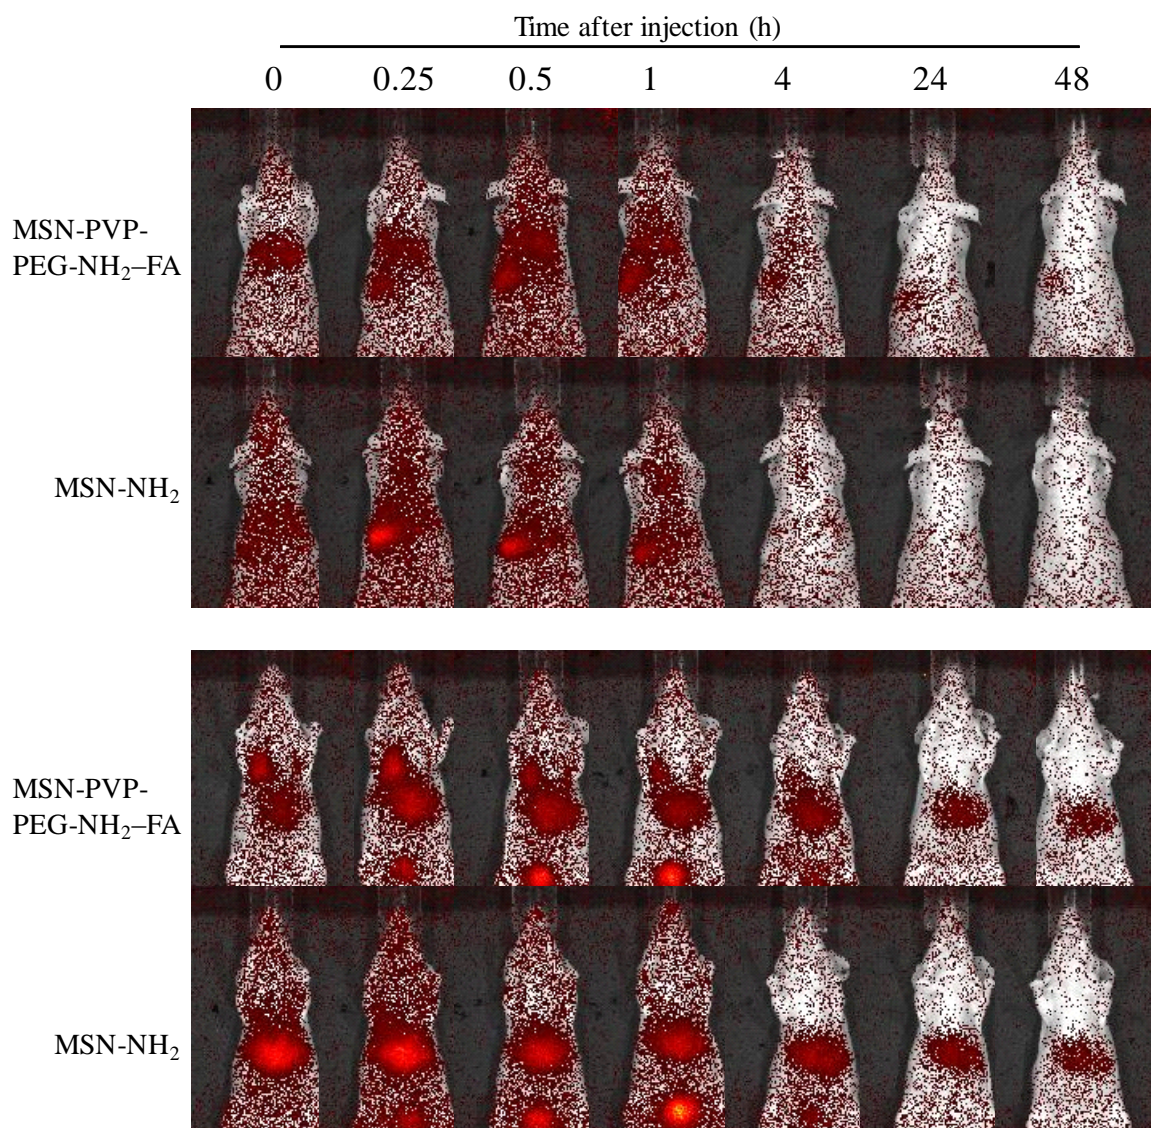 Time after injection (h)
0 0.25 0.5 1 4 24 48
MSN-PVP-
PEG-NH₂–FA
MSN-NH₂
MSN-PVP-
PEG-NH₂–FA
MSN-NH₂